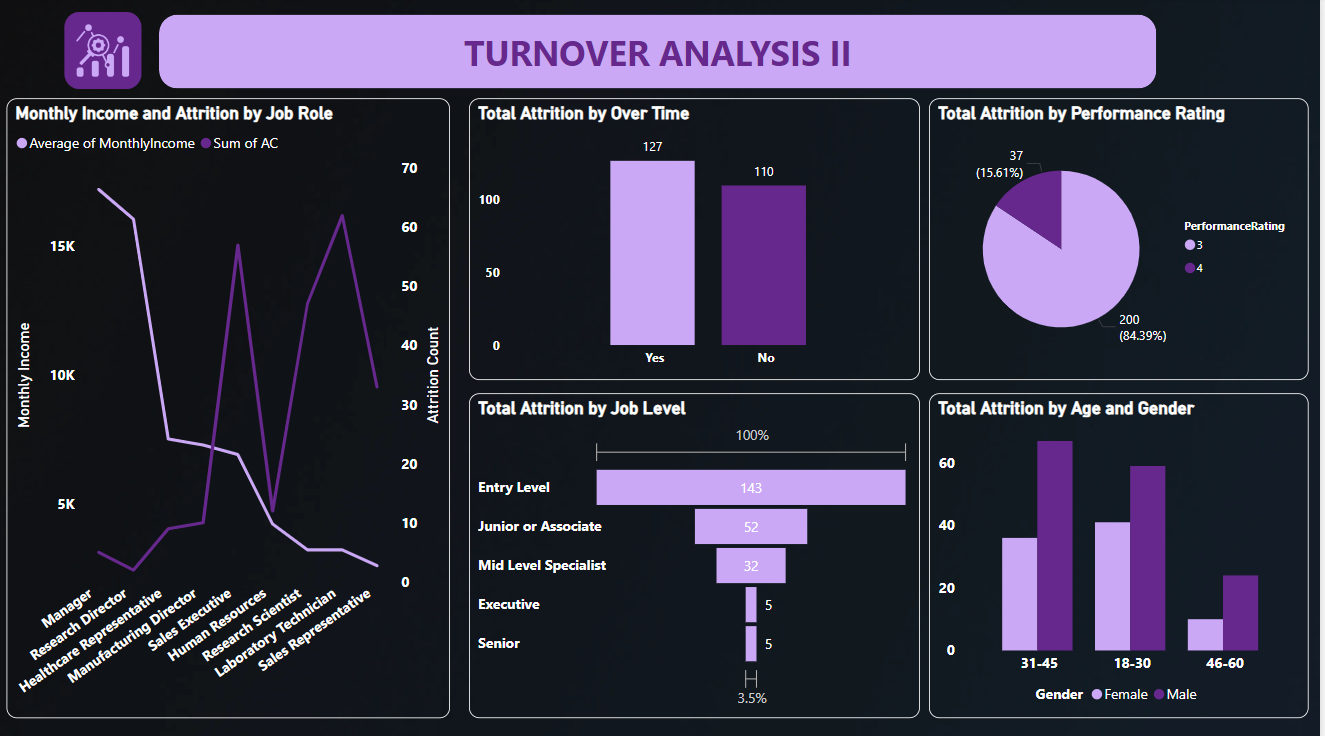 TURNOVER ANALYSIS II
Monthly Income and Attrition by Job Role
Average of MonthlyIncome Sum of AC
Monthly Income
15K
10K
5K
70
60
50
40
30
20
10
0
Attrition Count
Manager
Research Director
Healthcare Representative
Manufacturing Director
Sales Executive
Human Resources
Research Scientist
Laboratory Technician
Sales Representative
Total Attrition by Over Time
127
110
100
50
0
Yes No
Total Attrition by Performance Rating
37
(15.61%)
200
(84.39%)
PerformanceRating
3
4
Total Attrition by Job Level
100%
Entry Level 143
Junior or Associate 52
Mid Level Specialist 32
Executive 5
Senior 5
3.5%
Total Attrition by Age and Gender
60
40
20
0
31-45 18-30 46-60
Gender Female Male